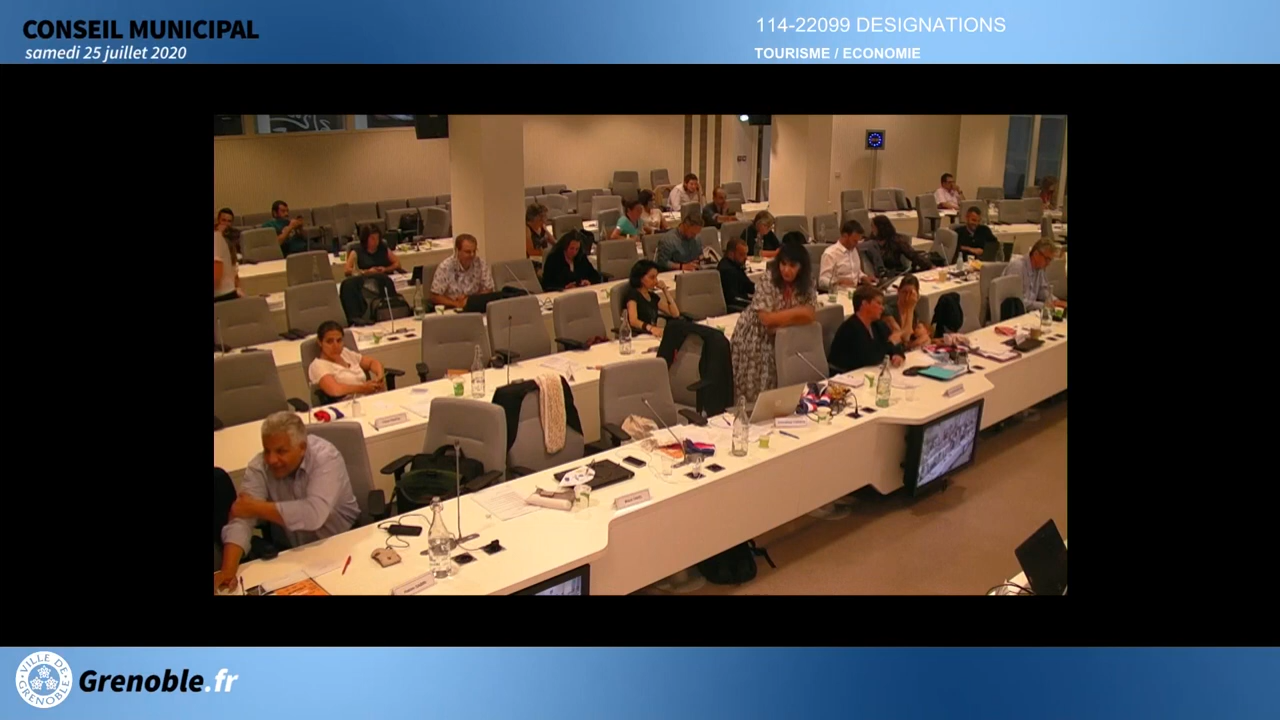 CONSEIL MUNICIPAL
samedi 25 juillet 2020
114-22099 DESIGNATIONS
TOURISME / ECONOMIE
VILLE DE GRENOBLE
Grenoble.fr